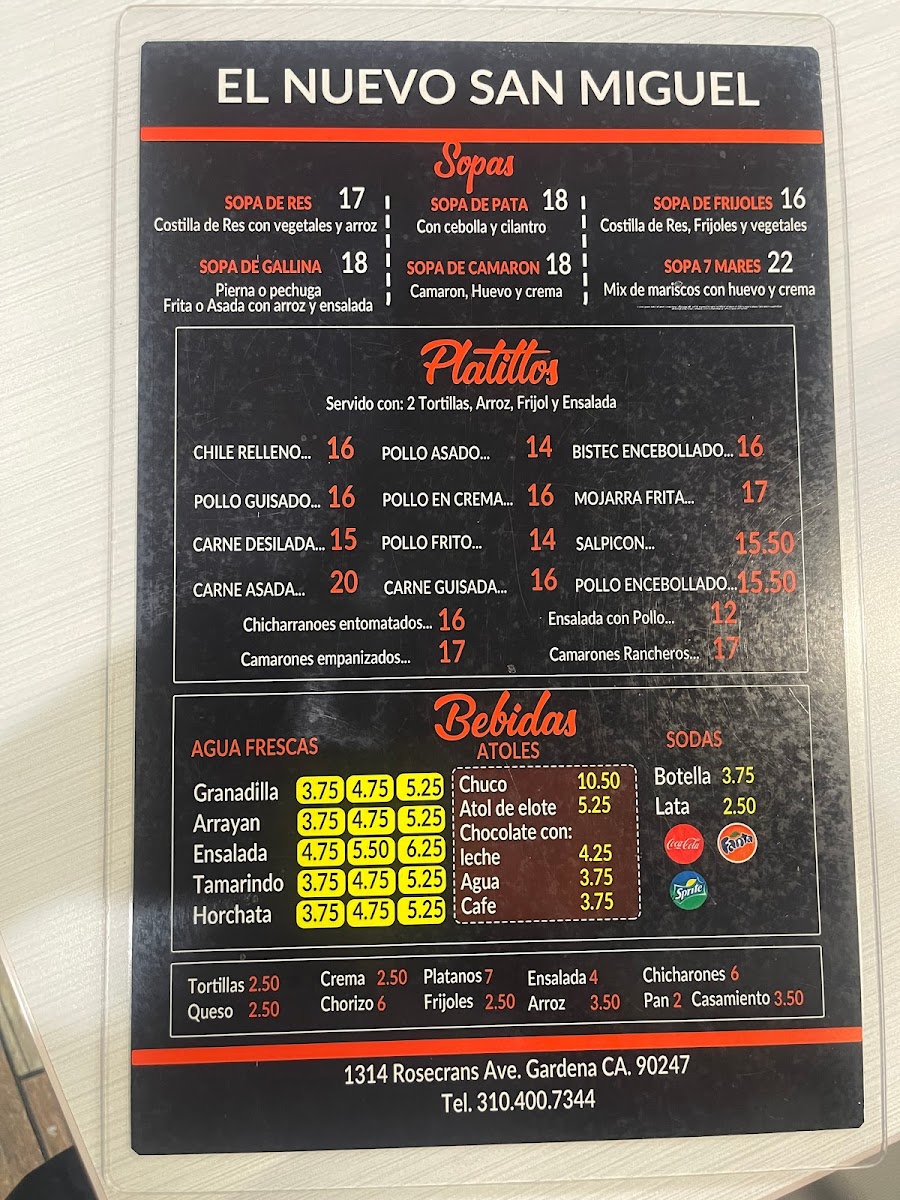 EL NUEVO SAN MIGUEL
Sopas
SOPA DE RES 17
Costilla de Res con vegetales y arroz
SOPA DE PATA 18
Con cebolla y cilantro
SOPA DE FRIJOLES 16
Costilla de Res, Frijoles y vegetales
SOPA DE GALLINA 18
Pierna o pechuga
Frita o Asada con arroz y ensalada
SOPA DE CAMARON 18
Camaron, Huevo y crema
SOPA 7 MARES 22
Mix de mariscos con huevo y crema
Platillos
Servido con: 2 Tortillas, Arroz, Frijol y Ensalada
CHILE RELLENO... 16 POLLO ASADO... 14 BISTEC ENCEBOLLADO... 16
POLLO GUISADO... 16 POLLO EN CREMA... 16 MOJARRA FRITA... 17
CARNE DESILADA... 15 POLLO FRITO... 14 SALPICON... 15.50
CARNE ASADA... 20 CARNE GUISADA... 16 POLLO ENCEBOLLADO... 15.50
Chicharranoes entomatados... 16 Ensalada con Pollo... 12
Camarones empanizados... 17 Camarones Rancheros... 17
Bebidas
AGUA FRESCAS
Granadilla 3.75 4.75 5.25
Arrayan 3.75 4.75 5.25
Ensalada 4.75 5.50 6.25
Tamarindo 3.75 4.75 5.25
Horchata 3.75 4.75 5.25
ATOLES
Chuco 10.50
Atol de elote 5.25
Chocolate con:
leche 4.25
Agua 3.75
Cafe 3.75
SODAS
Botella 3.75
Lata 2.50
Coca-Cola Fanta
Sprite
Tortillas 2.50 Crema 2.50 Platanos 7 Ensalada 4 Chicharones 6
Queso 2.50 Chorizo 6 Frijoles 2.50 Arroz 3.50 Pan 2 Casamiento 3.50
1314 Rosecrans Ave. Gardena CA. 90247
Tel. 310.400.7344